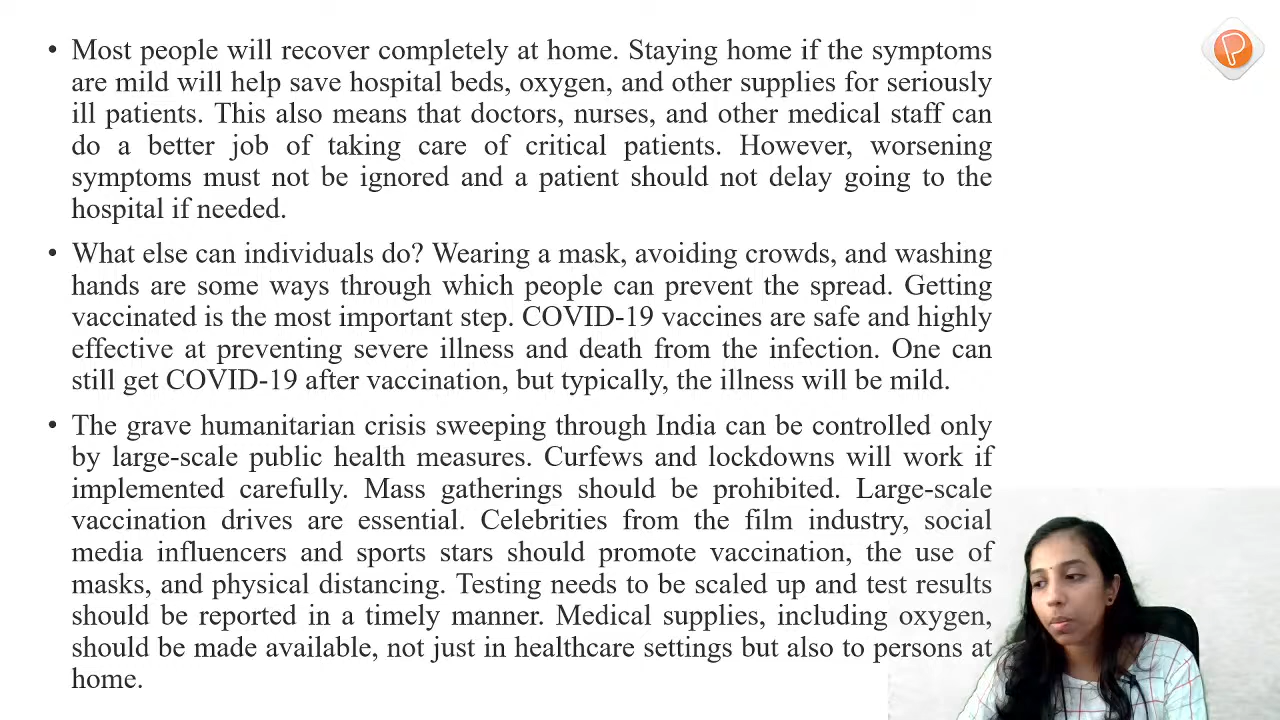 • Most people will recover completely at home. Staying home if the symptoms
are mild will help save hospital beds, oxygen, and other supplies for seriously
ill patients. This also means that doctors, nurses, and other medical staff can
do a better job of taking care of critical patients. However, worsening
symptoms must not be ignored and a patient should not delay going to the
hospital if needed.
• What else can individuals do? Wearing a mask, avoiding crowds, and washing
hands are some ways through which people can prevent the spread. Getting
vaccinated is the most important step. COVID-19 vaccines are safe and highly
effective at preventing severe illness and death from the infection. One can
still get COVID-19 after vaccination, but typically, the illness will be mild.
• The grave humanitarian crisis sweeping through India can be controlled only
by large-scale public health measures. Curfews and lockdowns will work if
implemented carefully. Mass gatherings should be prohibited. Large-scale
vaccination drives are essential. Celebrities from the film industry, social
media influencers and sports stars should promote vaccination, the use of
masks, and physical distancing. Testing needs to be scaled up and test results
should be reported in a timely manner. Medical supplies, including oxygen,
should be made available, not just in healthcare settings but also to persons at
home.